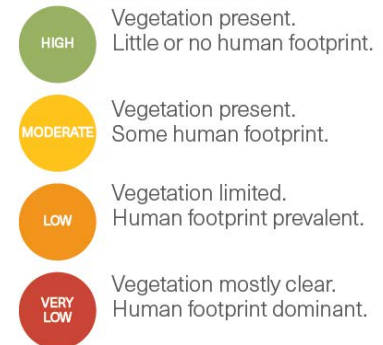 HIGH
Vegetation present.
Little or no human footprint.
MODERATE
Vegetation present.
Some human footprint.
LOW
Vegetation limited.
Human footprint prevalent.
VERY
LOW
Vegetation mostly clear.
Human footprint dominant.